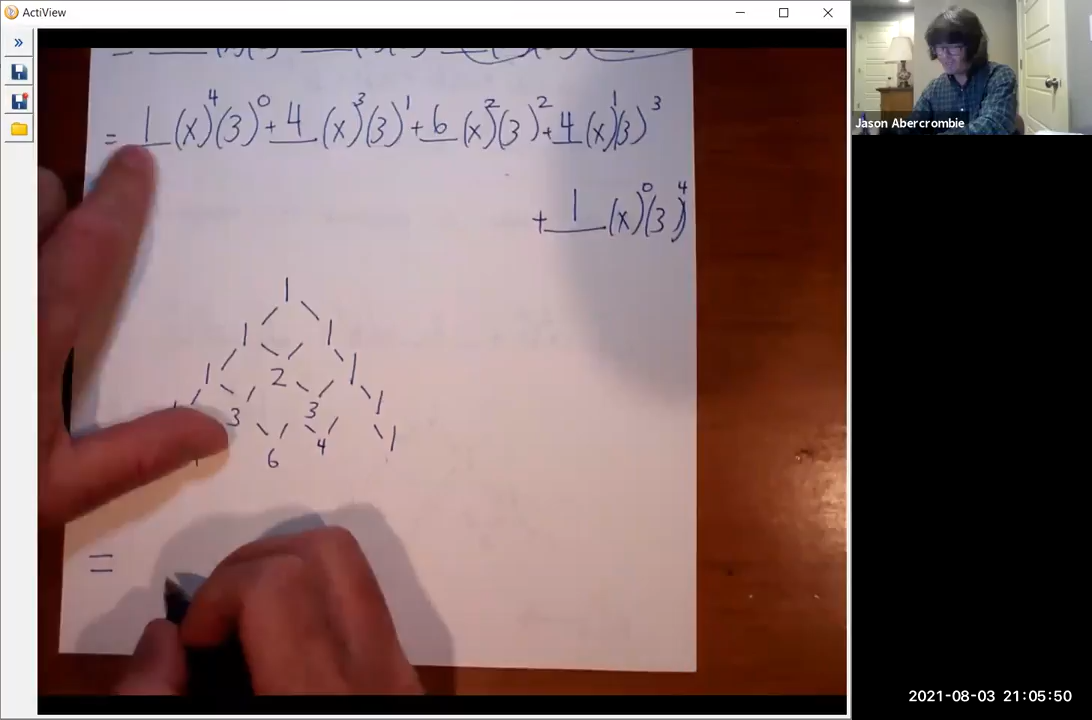 ActiView
= 1 (x)^4 (3)^0 + 4 (x)^3 (3)^1 + 6 (x)^2 (3)^2 + 4 (x)^1 (3)^3
+ 1 (x)^0 (3)^4
1
1 1
1 2 1
3 3 1
6 4 1
=
Jason Abercrombie
2021-08-03 21:05:50